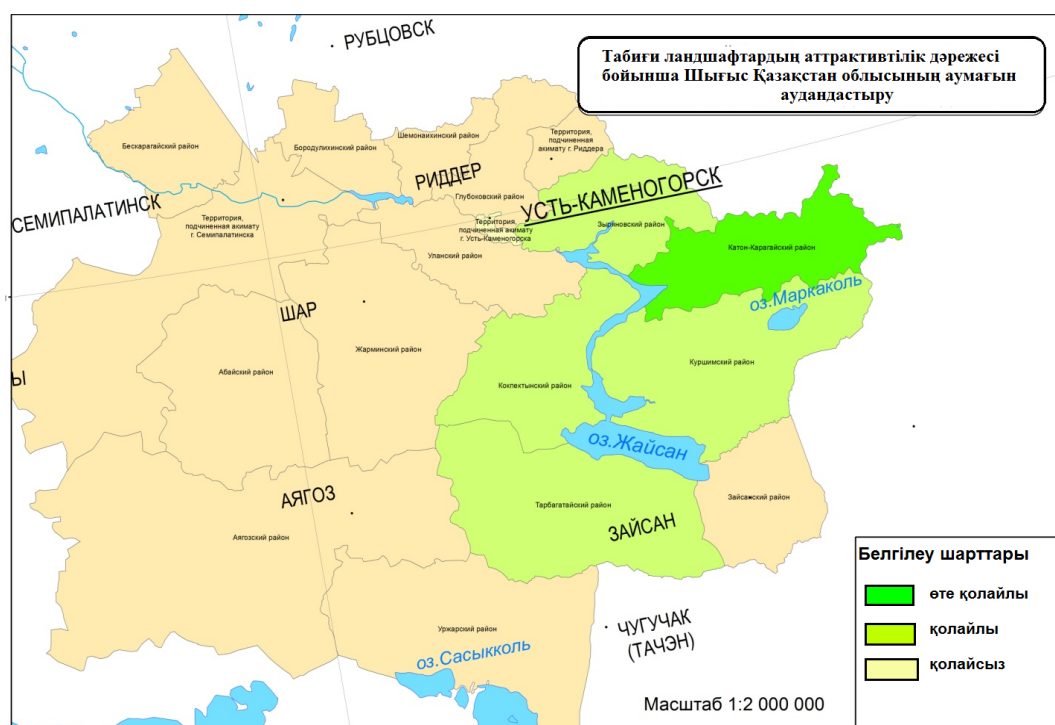 РУБЦОВСК
Табиғи ландшафтардың аттрактивтілік дәрежесі
бойынша Шығыс Қазақстан облысының аумағын
аудандастыру
Бескарагайский район
Бородулихинский район
Шемонаихинский район
Территория,
подчиненная
акимату г. Риддера
РИДДЕР
Глубоковский район
УСТЬ-КАМЕНОГОРСК
СЕМИПАЛАТИНСК
Территория,
подчиненная акимату
г. Семипалатинска
Территория,
подчиненная акимату
г. Усть-Каменогорска
Зыряновский район
Катон-Карагайский район
Уланский район
оз.Маркаколь
ШАР
Жарминский район
Абайский район
Ы
Кокпектынский район
Куршимский район
оз.Жайсан
АЯГОЗ
Тарбагатайский район
ЗАЙСАН
Зайсанский район
Аягозский район
Белгілеу шарттары
өте қолайлы
қолайлы
қолайсыз
Уржарский район
оз.Сасыкколь
ЧУГУЧАК
(ТАЧЭН)
Масштаб 1:2 000 000